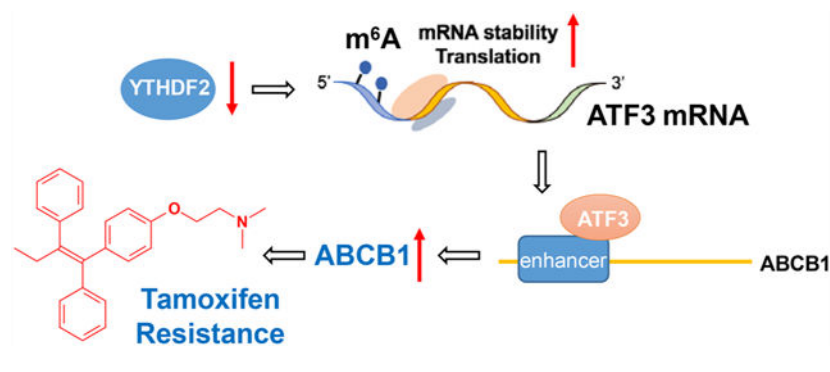 YTHDF2
m⁶A
mRNA stability
Translation
5'
3'
ATF3 mRNA
ATF3
enhancer
ABCB1
ABCB1
O
N
Tamoxifen
Resistance